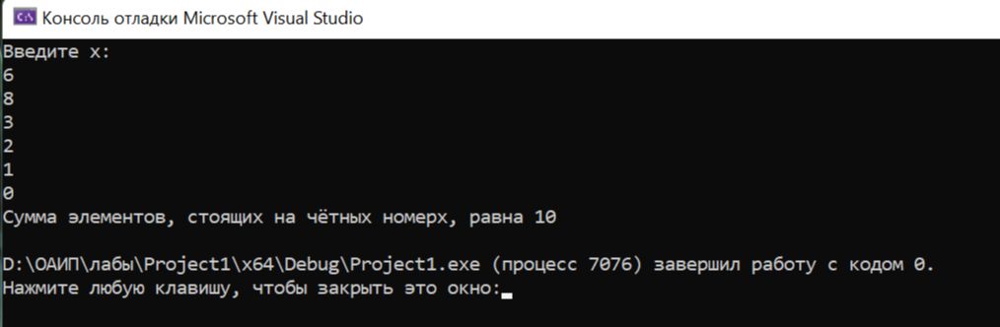 Консоль отладки Microsoft Visual Studio
Введите x:
6
8
3
2
1
0
Сумма элементов, стоящих на чётных номерх, равна 10
D:\ОАИП\лабы\Project1\x64\Debug\Project1.exe (процесс 7076) завершил работу с кодом 0.
Нажмите любую клавишу, чтобы закрыть это окно: